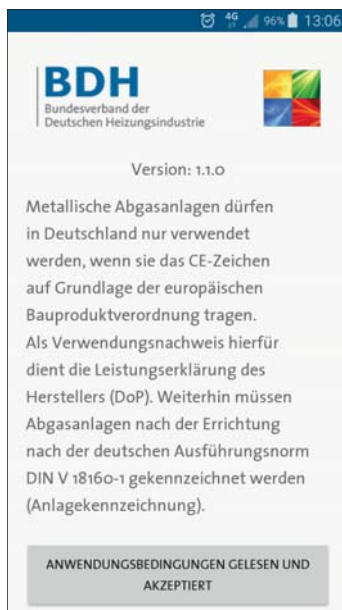 4G 96% 13:06
BDH
Bundesverband der
Deutschen Heizungsindustrie
Version: 1.1.0
Metallische Abgasanlagen dürfen
in Deutschland nur verwendet
werden, wenn sie das CE-Zeichen
auf Grundlage der europäischen
Bauproduktverordnung tragen.
Als Verwendungsnachweis hierfür
dient die Leistungserklärung des
Herstellers (DoP). Weiterhin müssen
Abgasanlagen nach der Errichtung
nach der deutschen Ausführungsnorm
DIN V 18160-1 gekennzeichnet werden
(Anlagekennzeichnung).
ANWENDUNGSBEDINGUNGEN GELESEN UND
AKZEPTIERT